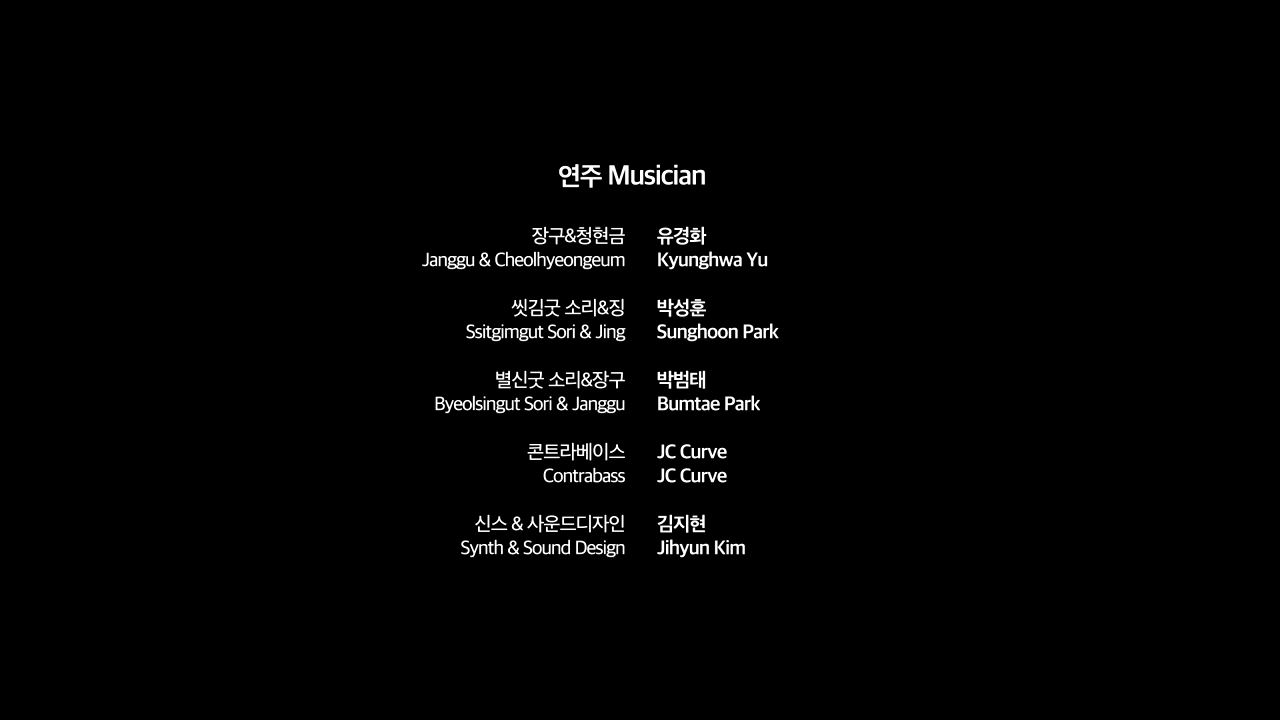 연주 Musician
장구&청현금 유경화
Janggu & Cheolhyeongeum Kyunghwa Yu
씻김굿 소리&징 박성훈
Ssitgimgut Sori & Jing Sunghoon Park
별신굿 소리&장구 박범태
Byeolsingut Sori & Janggu Bumtae Park
콘트라베이스 JC Curve
Contrabass JC Curve
신스 & 사운드디자인 김지현
Synth & Sound Design Jihyun Kim